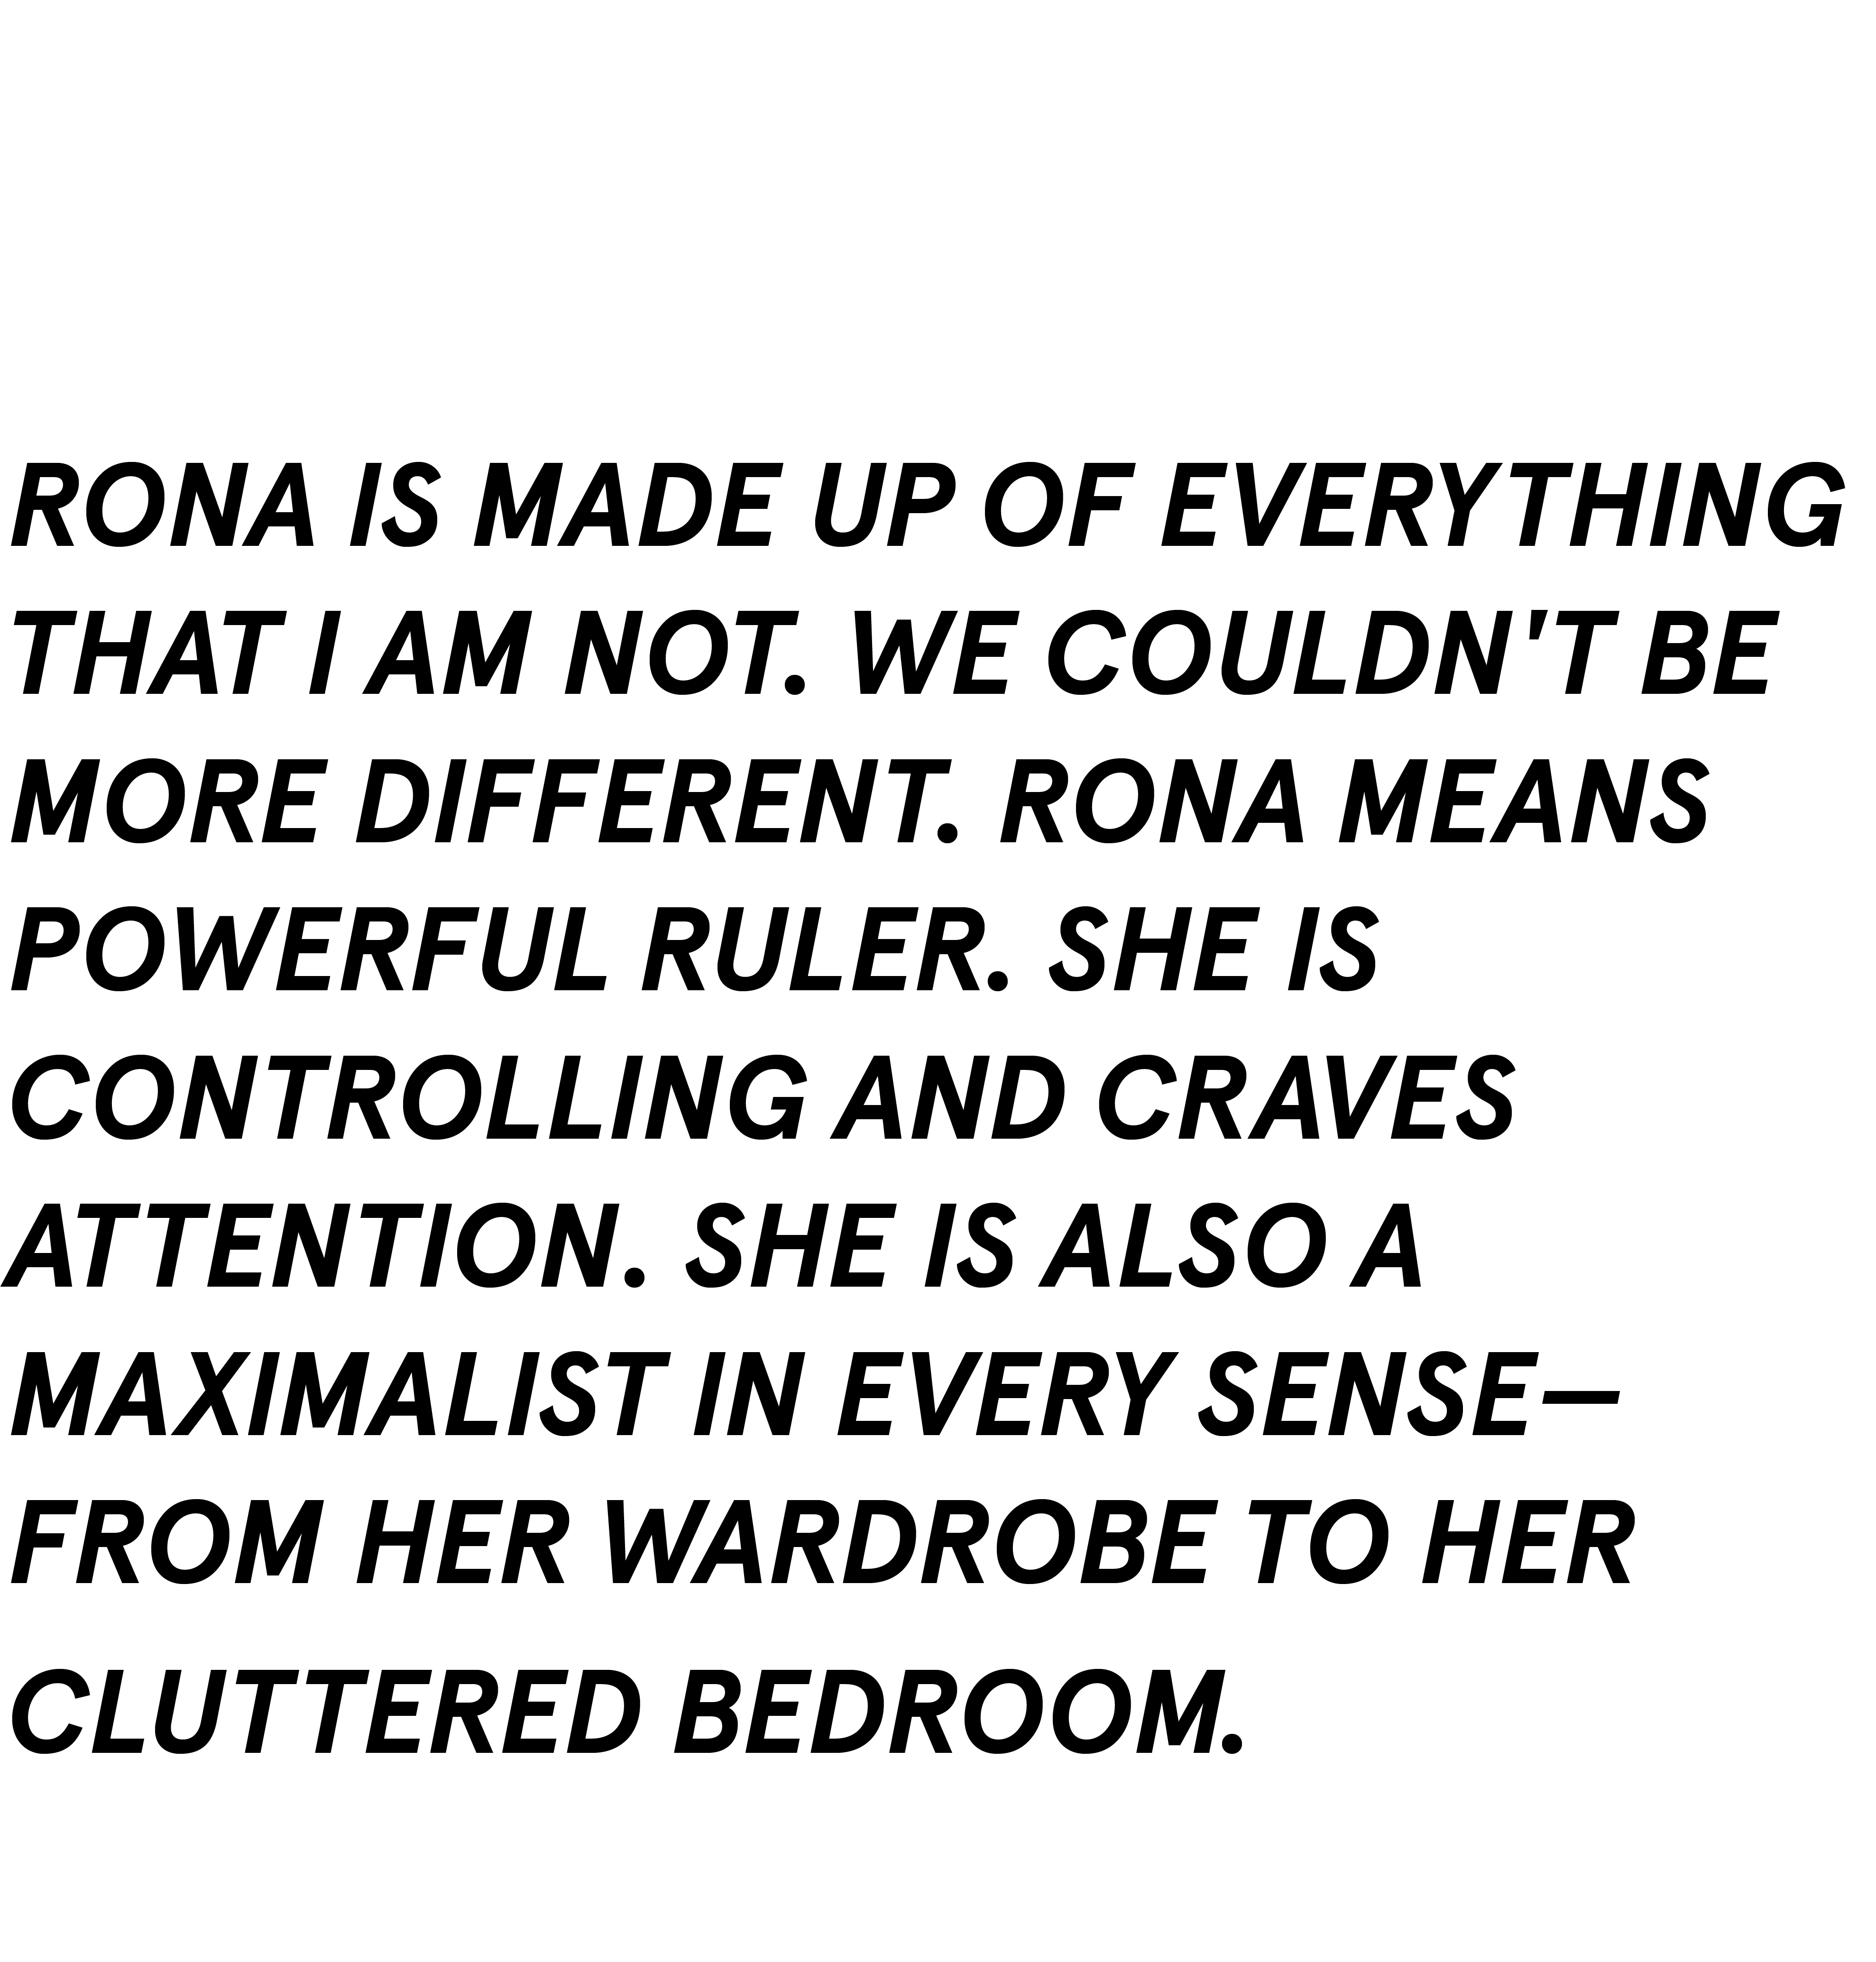 RONA IS MADE UP OF EVERYTHING
THAT I AM NOT. WE COULDN'T BE
MORE DIFFERENT. RONA MEANS
POWERFUL RULER. SHE IS
CONTROLLING AND CRAVES
ATTENTION. SHE IS ALSO A
MAXIMALIST IN EVERY SENSE—
FROM HER WARDROBE TO HER
CLUTTERED BEDROOM.